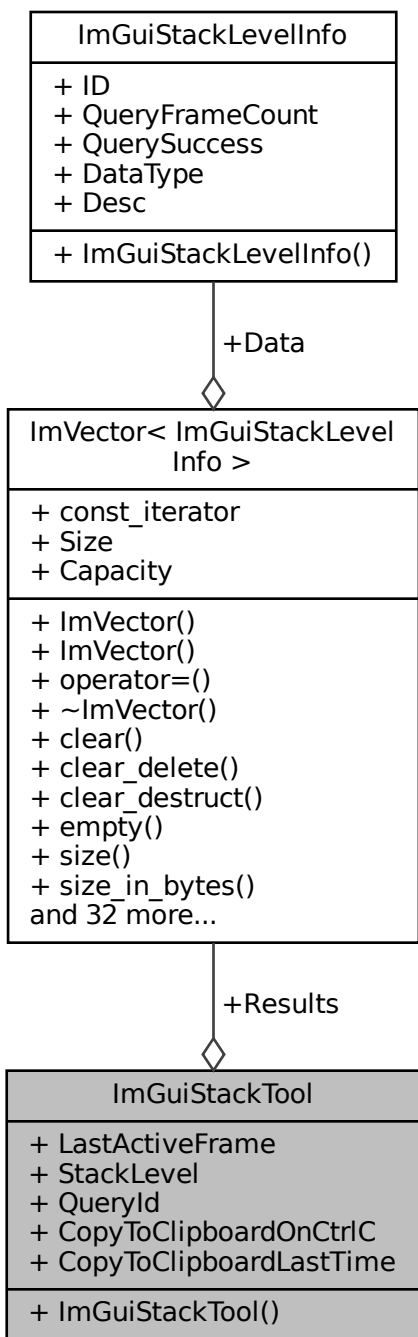 ImGuiStackLevelInfo
+ ID
+ QueryFrameCount
+ QuerySuccess
+ DataType
+ Desc
+ ImGuiStackLevelInfo()
+Data
ImVector< ImGuiStackLevel
Info >
+ const_iterator
+ Size
+ Capacity
+ ImVector()
+ ImVector()
+ operator=()
+ ~ImVector()
+ clear()
+ clear_delete()
+ clear_destruct()
+ empty()
+ size()
+ size_in_bytes()
and 32 more...
+Results
ImGuiStackTool
+ LastActiveFrame
+ StackLevel
+ QueryId
+ CopyToClipboardOnCtrlC
+ CopyToClipboardLastTime
+ ImGuiStackTool()